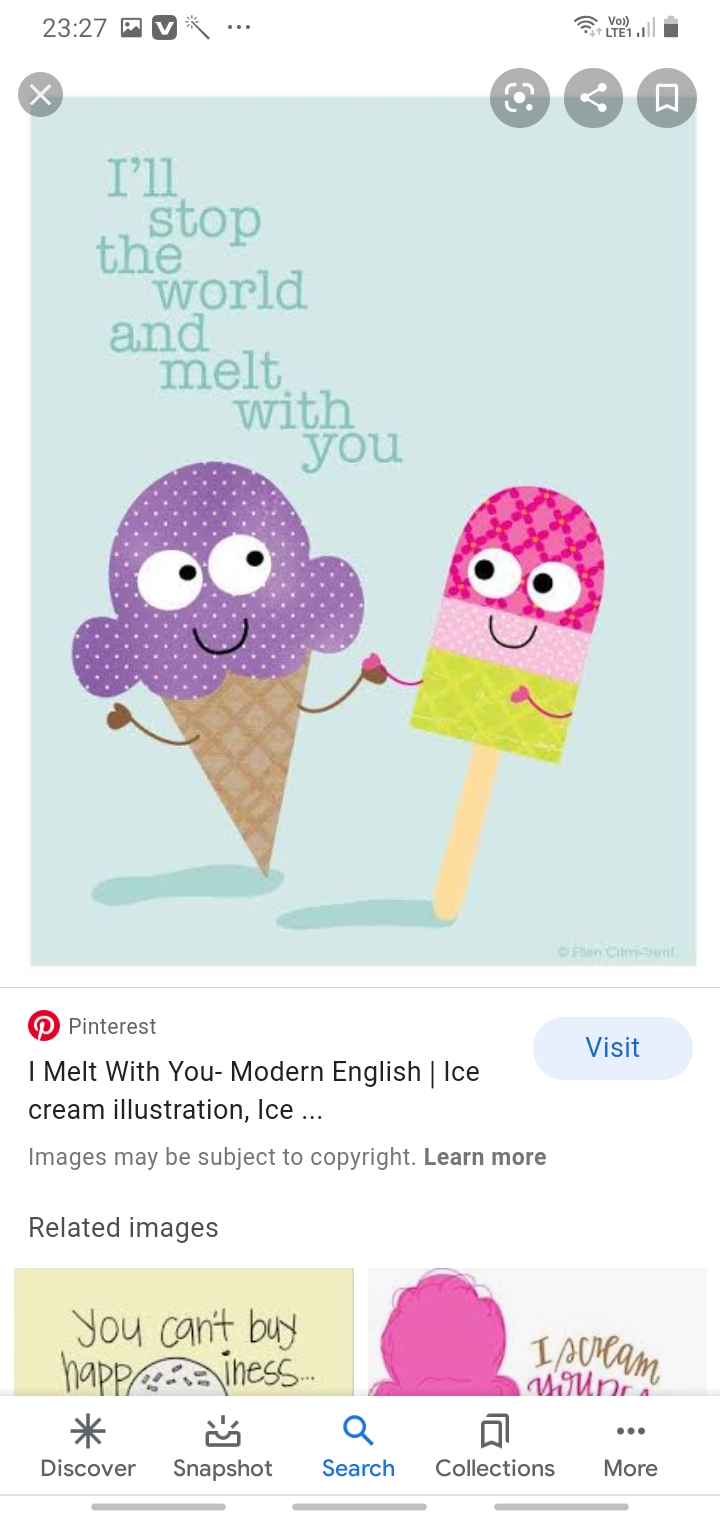 23:27
Vo))
LTE1
I'll
stop
the
world
and
melt
with
you
© Ellen Crimi-Trent
Pinterest
Visit
I Melt With You- Modern English | Ice
cream illustration, Ice ...
Images may be subject to copyright. Learn more
Related images
You can't buy
happ iness...
I scream
Discover
Snapshot
Search
Collections
More